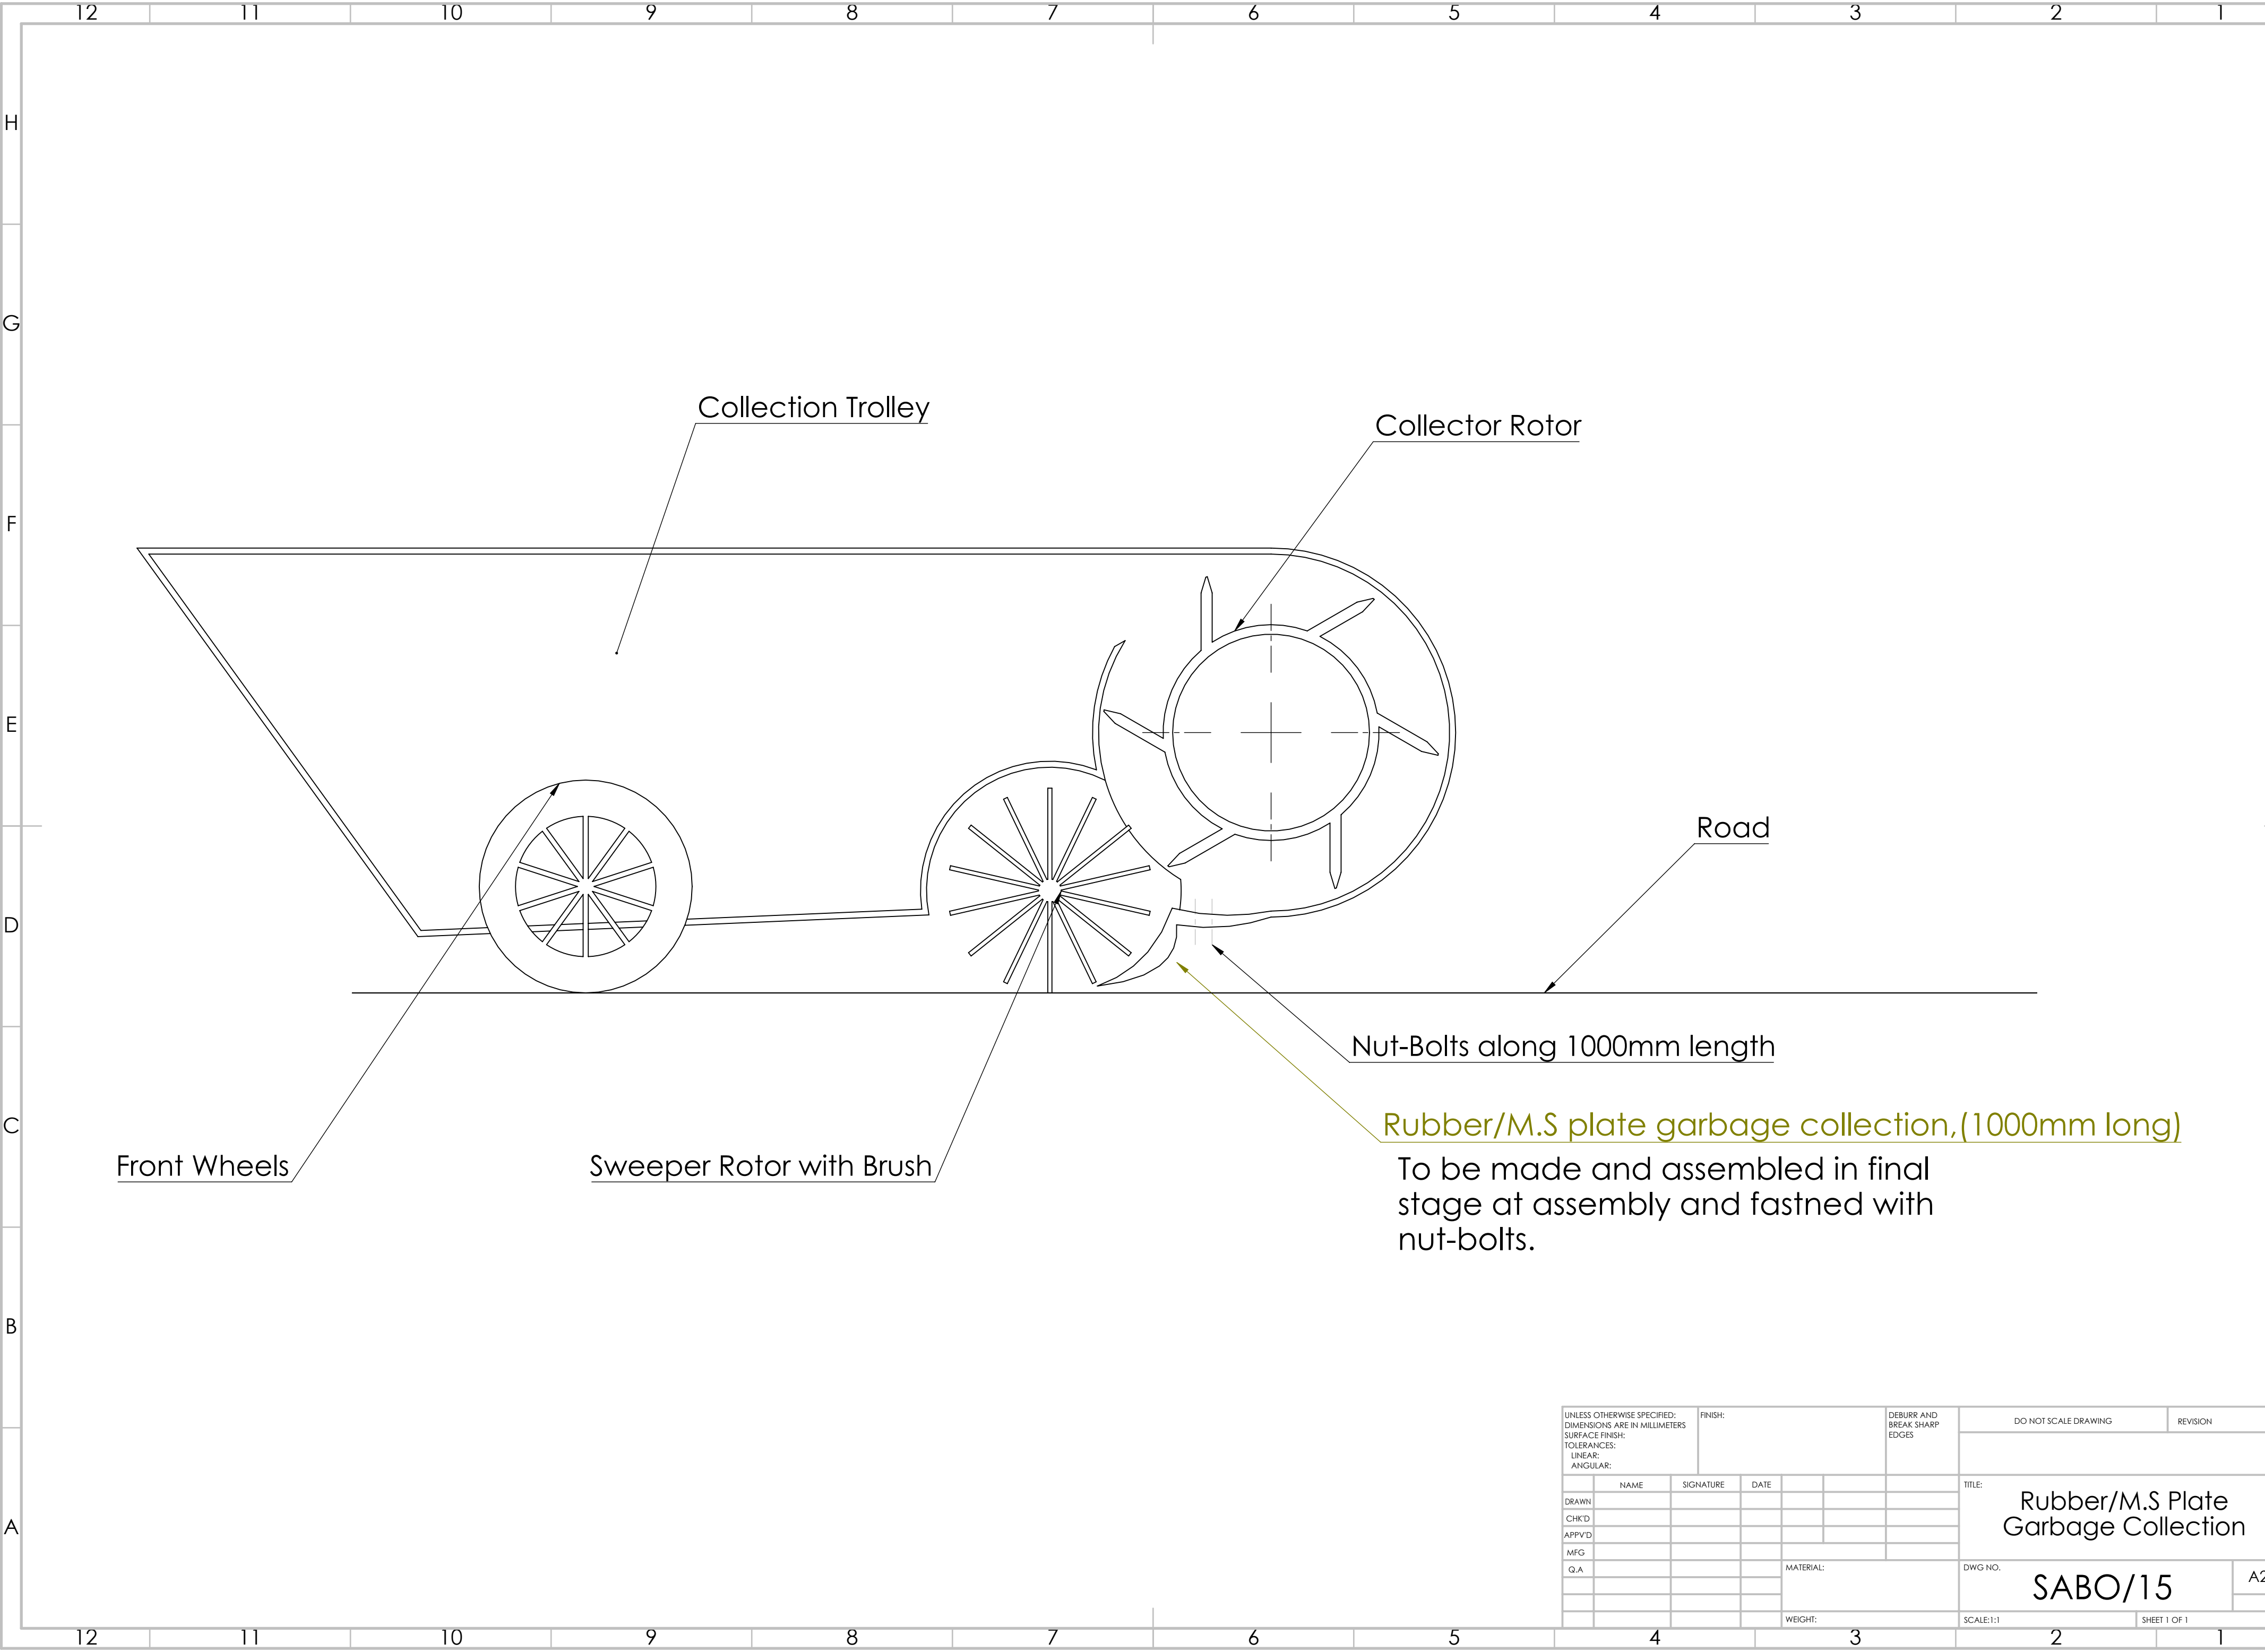 12 11 10 9 8 7 6 5 4 3 2 1
H
G
F
E
D
C
B
A
Collection Trolley
Collector Rotor
Road
Nut-Bolts along 1000mm length
Rubber/M.S plate garbage collection,(1000mm long)
Front Wheels
Sweeper Rotor with Brush
To be made and assembled in final
stage at assembly and fastned with
nut-bolts.
UNLESS OTHERWISE SPECIFIED:
DIMENSIONS ARE IN MILLIMETERS
SURFACE FINISH:
TOLERANCES:
LINEAR:
ANGULAR:
FINISH:
DEBURR AND
BREAK SHARP
EDGES
DO NOT SCALE DRAWING
REVISION
NAME SIGNATURE DATE
DRAWN
CHK'D
APPV'D
MFG
Q.A
MATERIAL:
WEIGHT:
TITLE:
Rubber/M.S Plate
Garbage Collection
DWG NO.
SABO/15
A2
SCALE:1:1
SHEET 1 OF 1
12 11 10 9 8 7 6 5 4 3 2 1